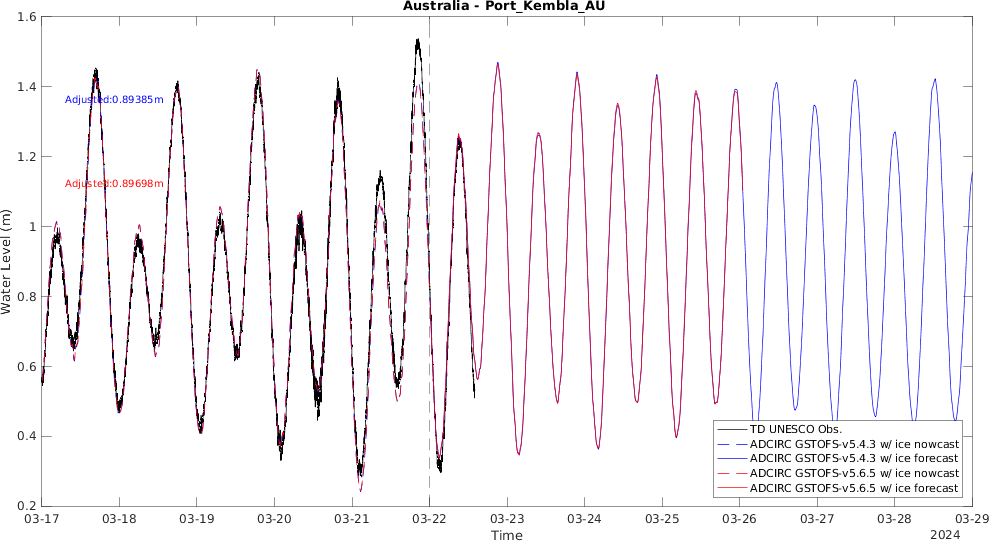 Australia - Port_Kembla_AU
Water Level (m)
1.6
1.4
1.2
1
0.8
0.6
0.4
0.2
Adjusted:0.89385m
Adjusted:0.89698m
TD UNESCO Obs.
ADCIRC GSTOFS-v5.4.3 w/ ice nowcast
ADCIRC GSTOFS-v5.4.3 w/ ice forecast
ADCIRC GSTOFS-v5.6.5 w/ ice nowcast
ADCIRC GSTOFS-v5.6.5 w/ ice forecast
03-17 03-18 03-19 03-20 03-21 03-22 03-23 03-24 03-25 03-26 03-27 03-28 03-29
Time
2024